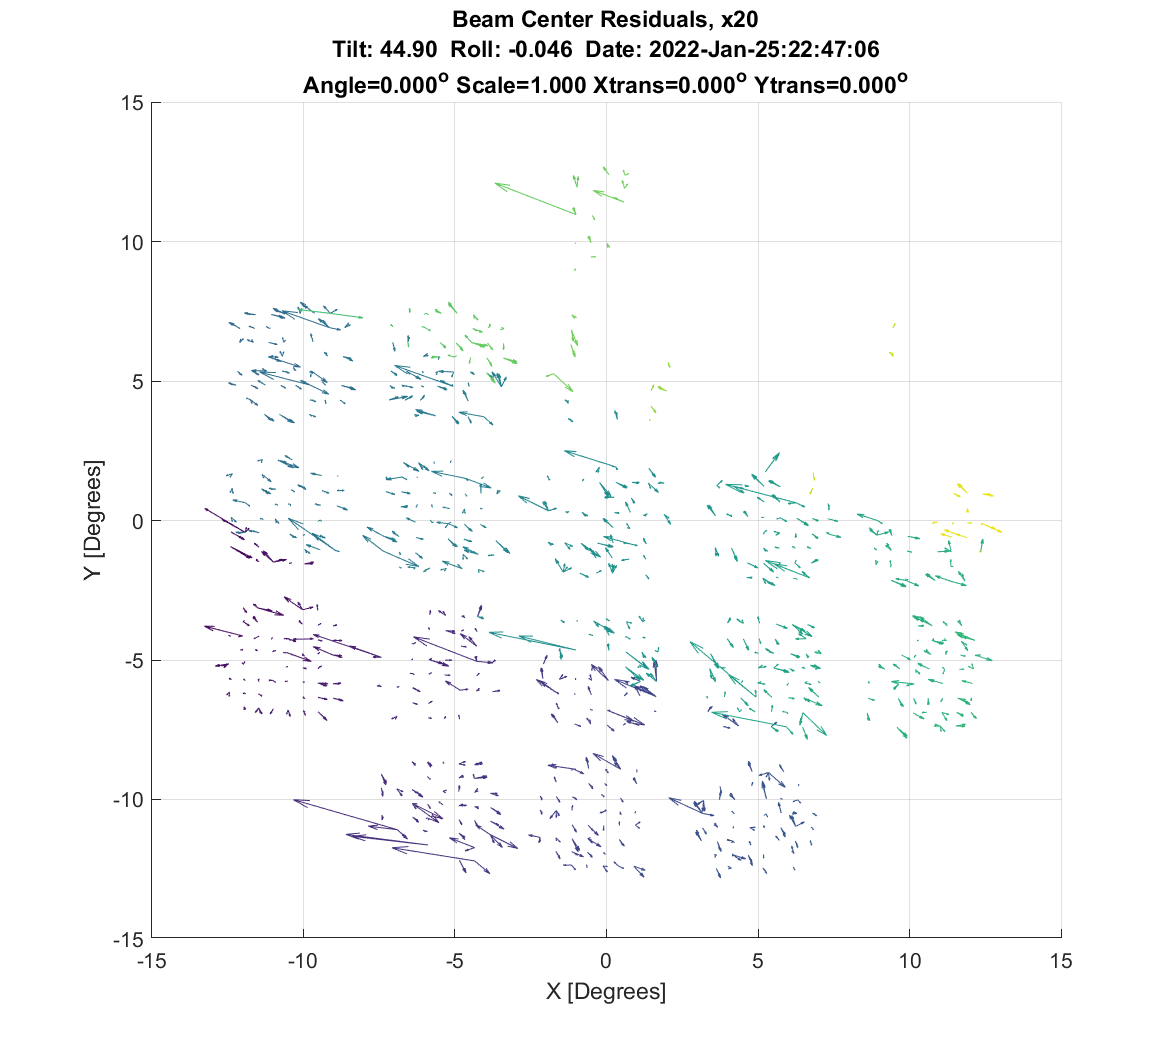 Beam Center Residuals, x20
Tilt: 44.90 Roll: -0.046 Date: 2022-Jan-25:22:47:06
Angle=0.000° Scale=1.000 Xtrans=0.000° Ytrans=0.000°
15
10
5
0
-5
-10
-15
Y [Degrees]
-15 -10 -5 0 5 10 15
X [Degrees]